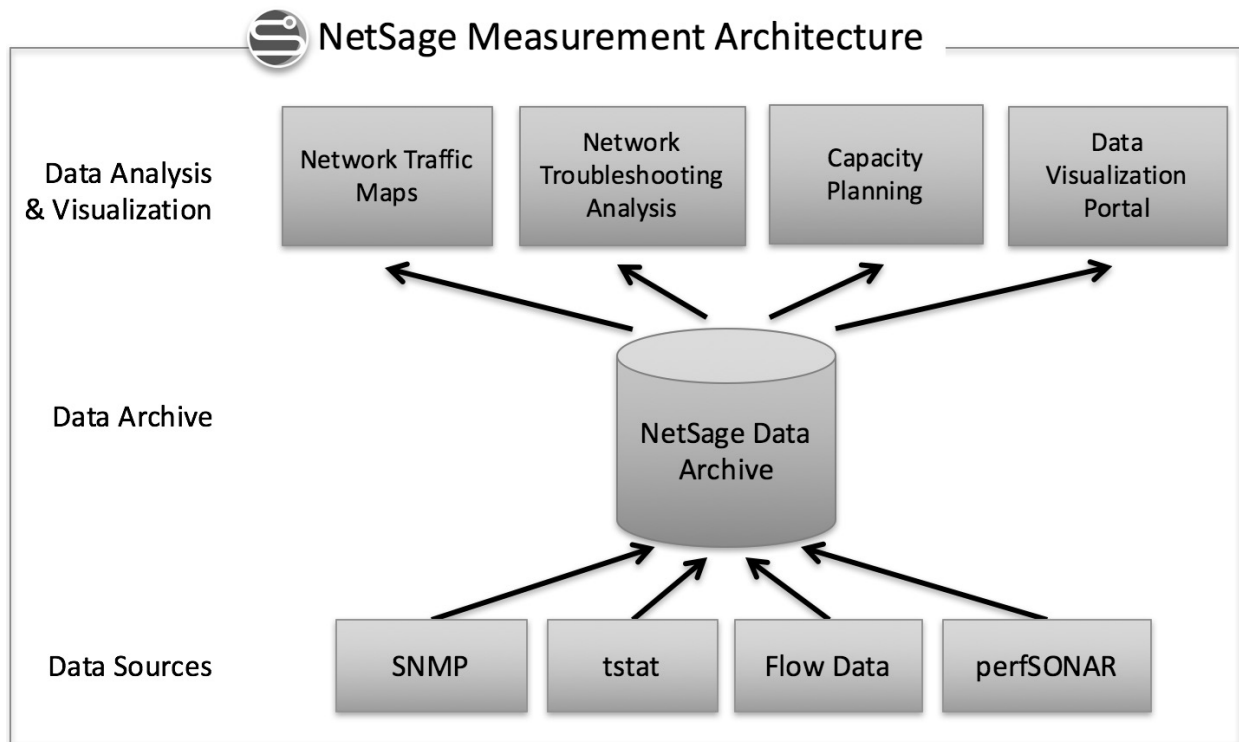 NetSage Measurement Architecture
Data Analysis
& Visualization
Network Traffic
Maps
Network
Troubleshooting
Analysis
Capacity
Planning
Data
Visualization
Portal
Data Archive
NetSage Data
Archive
Data Sources
SNMP
tstat
Flow Data
perfSONAR